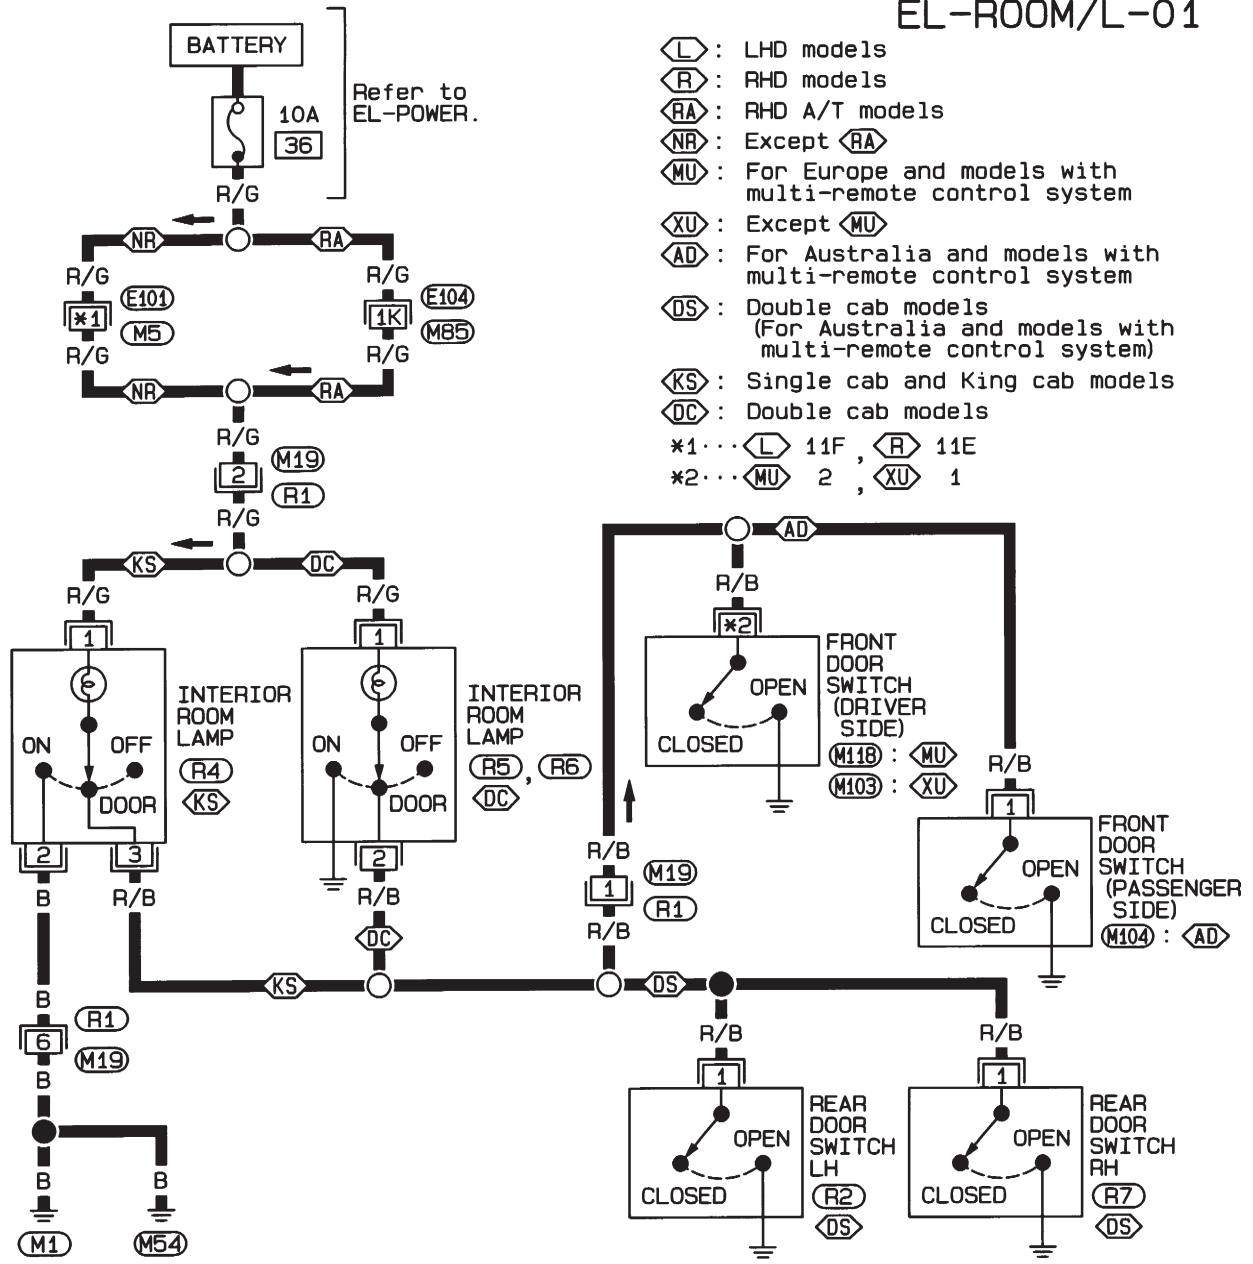 EL-ROOM/L-01
BATTERY
10A
36
Refer to
EL-POWER.
L : LHD models
R : RHD models
RA : RHD A/T models
NR : Except RA
MU : For Europe and models with
multi-remote control system
XU : Except MU
AD : For Australia and models with
multi-remote control system
DS : Double cab models
(For Australia and models with
multi-remote control system)
KS : Single cab and King cab models
DC : Double cab models
*1··· L 11F , R 11E
*2··· MU 2 , XU 1
R/G
NR
RA
R/G
R/G
*1
E101
M5
1K
E104
M85
R/G
R/G
NR
RA
R/G
2
M19
R1
R/G
KS
DC
R/G
R/G
1
1
INTERIOR
ROOM
LAMP
R4
KS
ON
OFF
DOOR
INTERIOR
ROOM
LAMP
R5 , R6
DC
ON
OFF
DOOR
2
3
2
B
R/B
R/B
DC
KS
B
6
R1
M19
B
B
B
M1
M54
AD
R/B
*2
FRONT
DOOR
SWITCH
(DRIVER
SIDE)
M118 : MU
M103 : XU
OPEN
CLOSED
R/B
1
FRONT
DOOR
SWITCH
(PASSENGER
SIDE)
M104 : AD
OPEN
CLOSED
R/B
1
M19
R1
R/B
DS
R/B
R/B
1
1
OPEN
CLOSED
REAR
DOOR
SWITCH
LH
R2
DS
OPEN
CLOSED
REAR
DOOR
SWITCH
RH
R7
DS